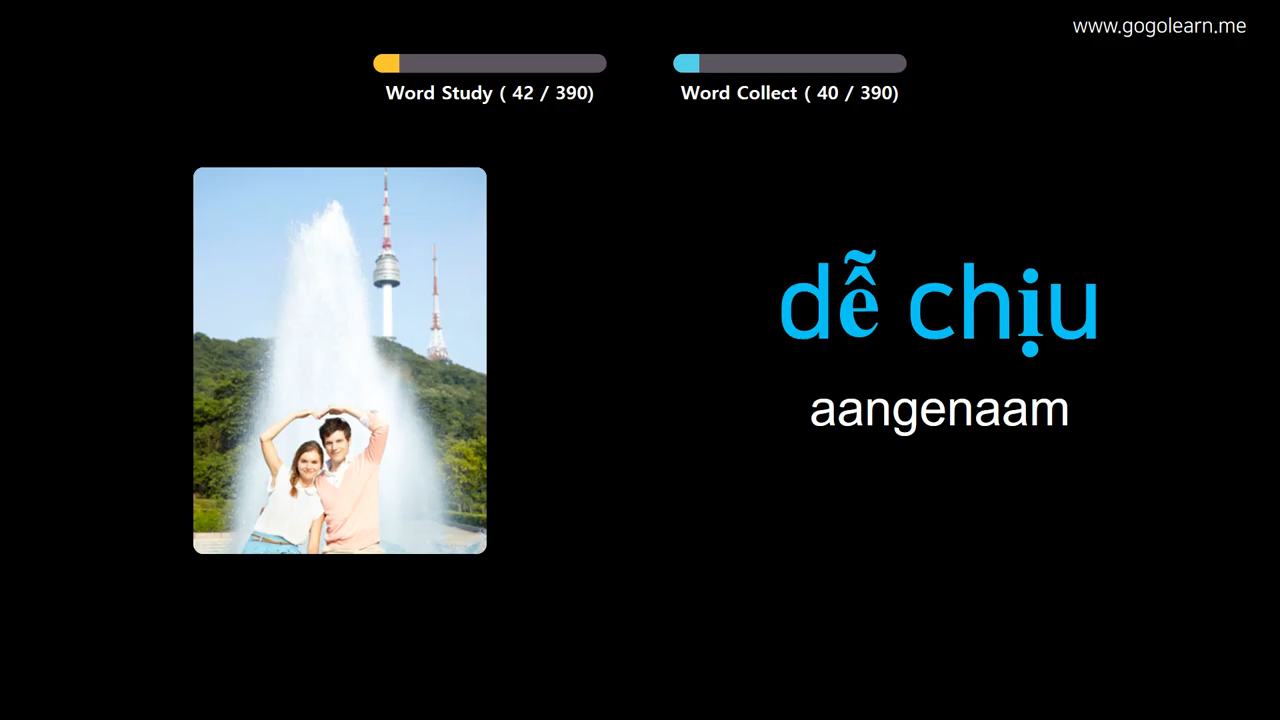 www.gogolearn.me
Word Study ( 42 / 390)
Word Collect ( 40 / 390)
dễ chịu
aangenaam